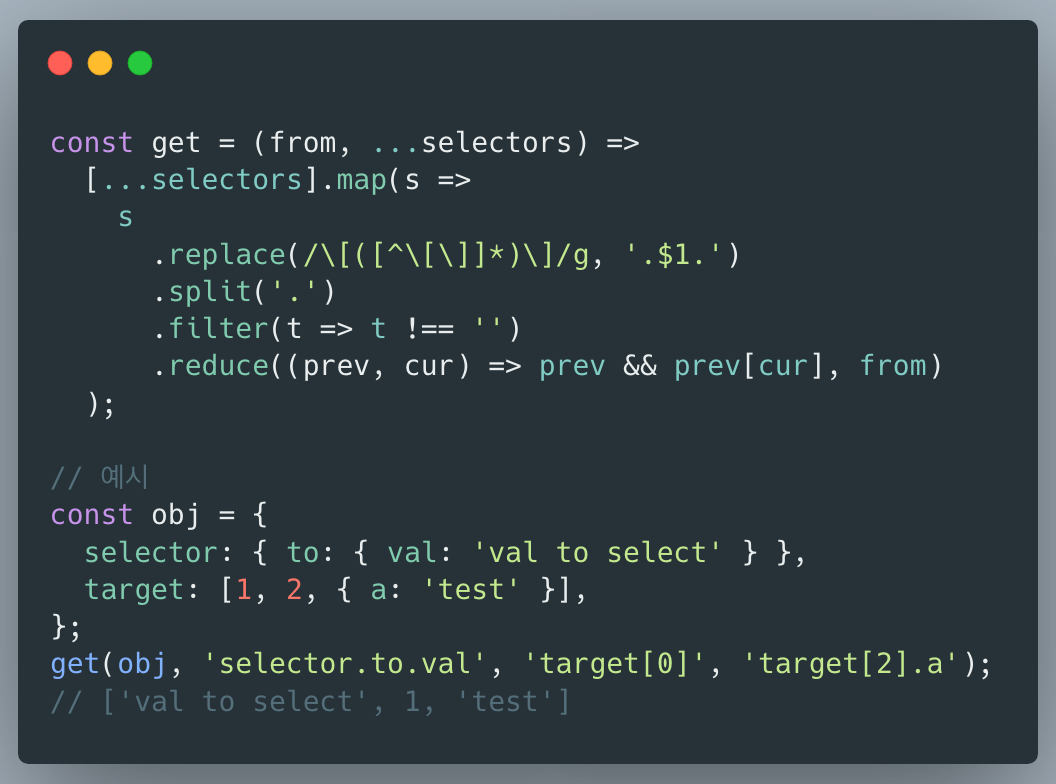 const get = (from, ...selectors) =>
  [...selectors].map(s =>
    s
      .replace(/\[([^\[\]]*)\]/g, '.$1.')
      .split('.')
      .filter(t => t !== '')
      .reduce((prev, cur) => prev && prev[cur], from)
  );

// 예시
const obj = {
  selector: { to: { val: 'val to select' } },
  target: [1, 2, { a: 'test' }],
};
get(obj, 'selector.to.val', 'target[0]', 'target[2].a');
// ['val to select', 1, 'test']